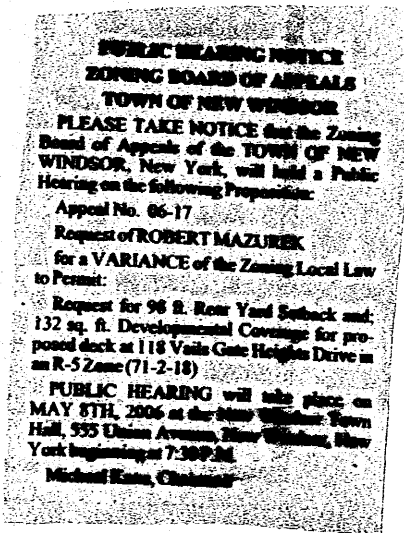 PUBLIC HEARING NOTICE
ZONING BOARD OF APPEALS
TOWN OF NEW WINDSOR
PLEASE TAKE NOTICE that the Zoning
Board of Appeals of the TOWN OF NEW
WINDSOR, New York, will hold a Public
Hearing on the following Proposition:
Appeal No. 06-17
Request of ROBERT MAZUREK
for a VARIANCE of the Zoning Local Law
to Permit:
Request for 98 ft. Rear Yard Setback and;
132 sq. ft. Developmental Coverage for pro-
posed deck at 118 Vails Gate Heights Drive in
an R-5 Zone (71-2-18)
PUBLIC HEARING will take place on
MAY 8TH, 2006 at the New Windsor Town
Hall, 555 Union Avenue, New Windsor, New
York beginning at 7:30 P.M.
Michael Kane, Chairman